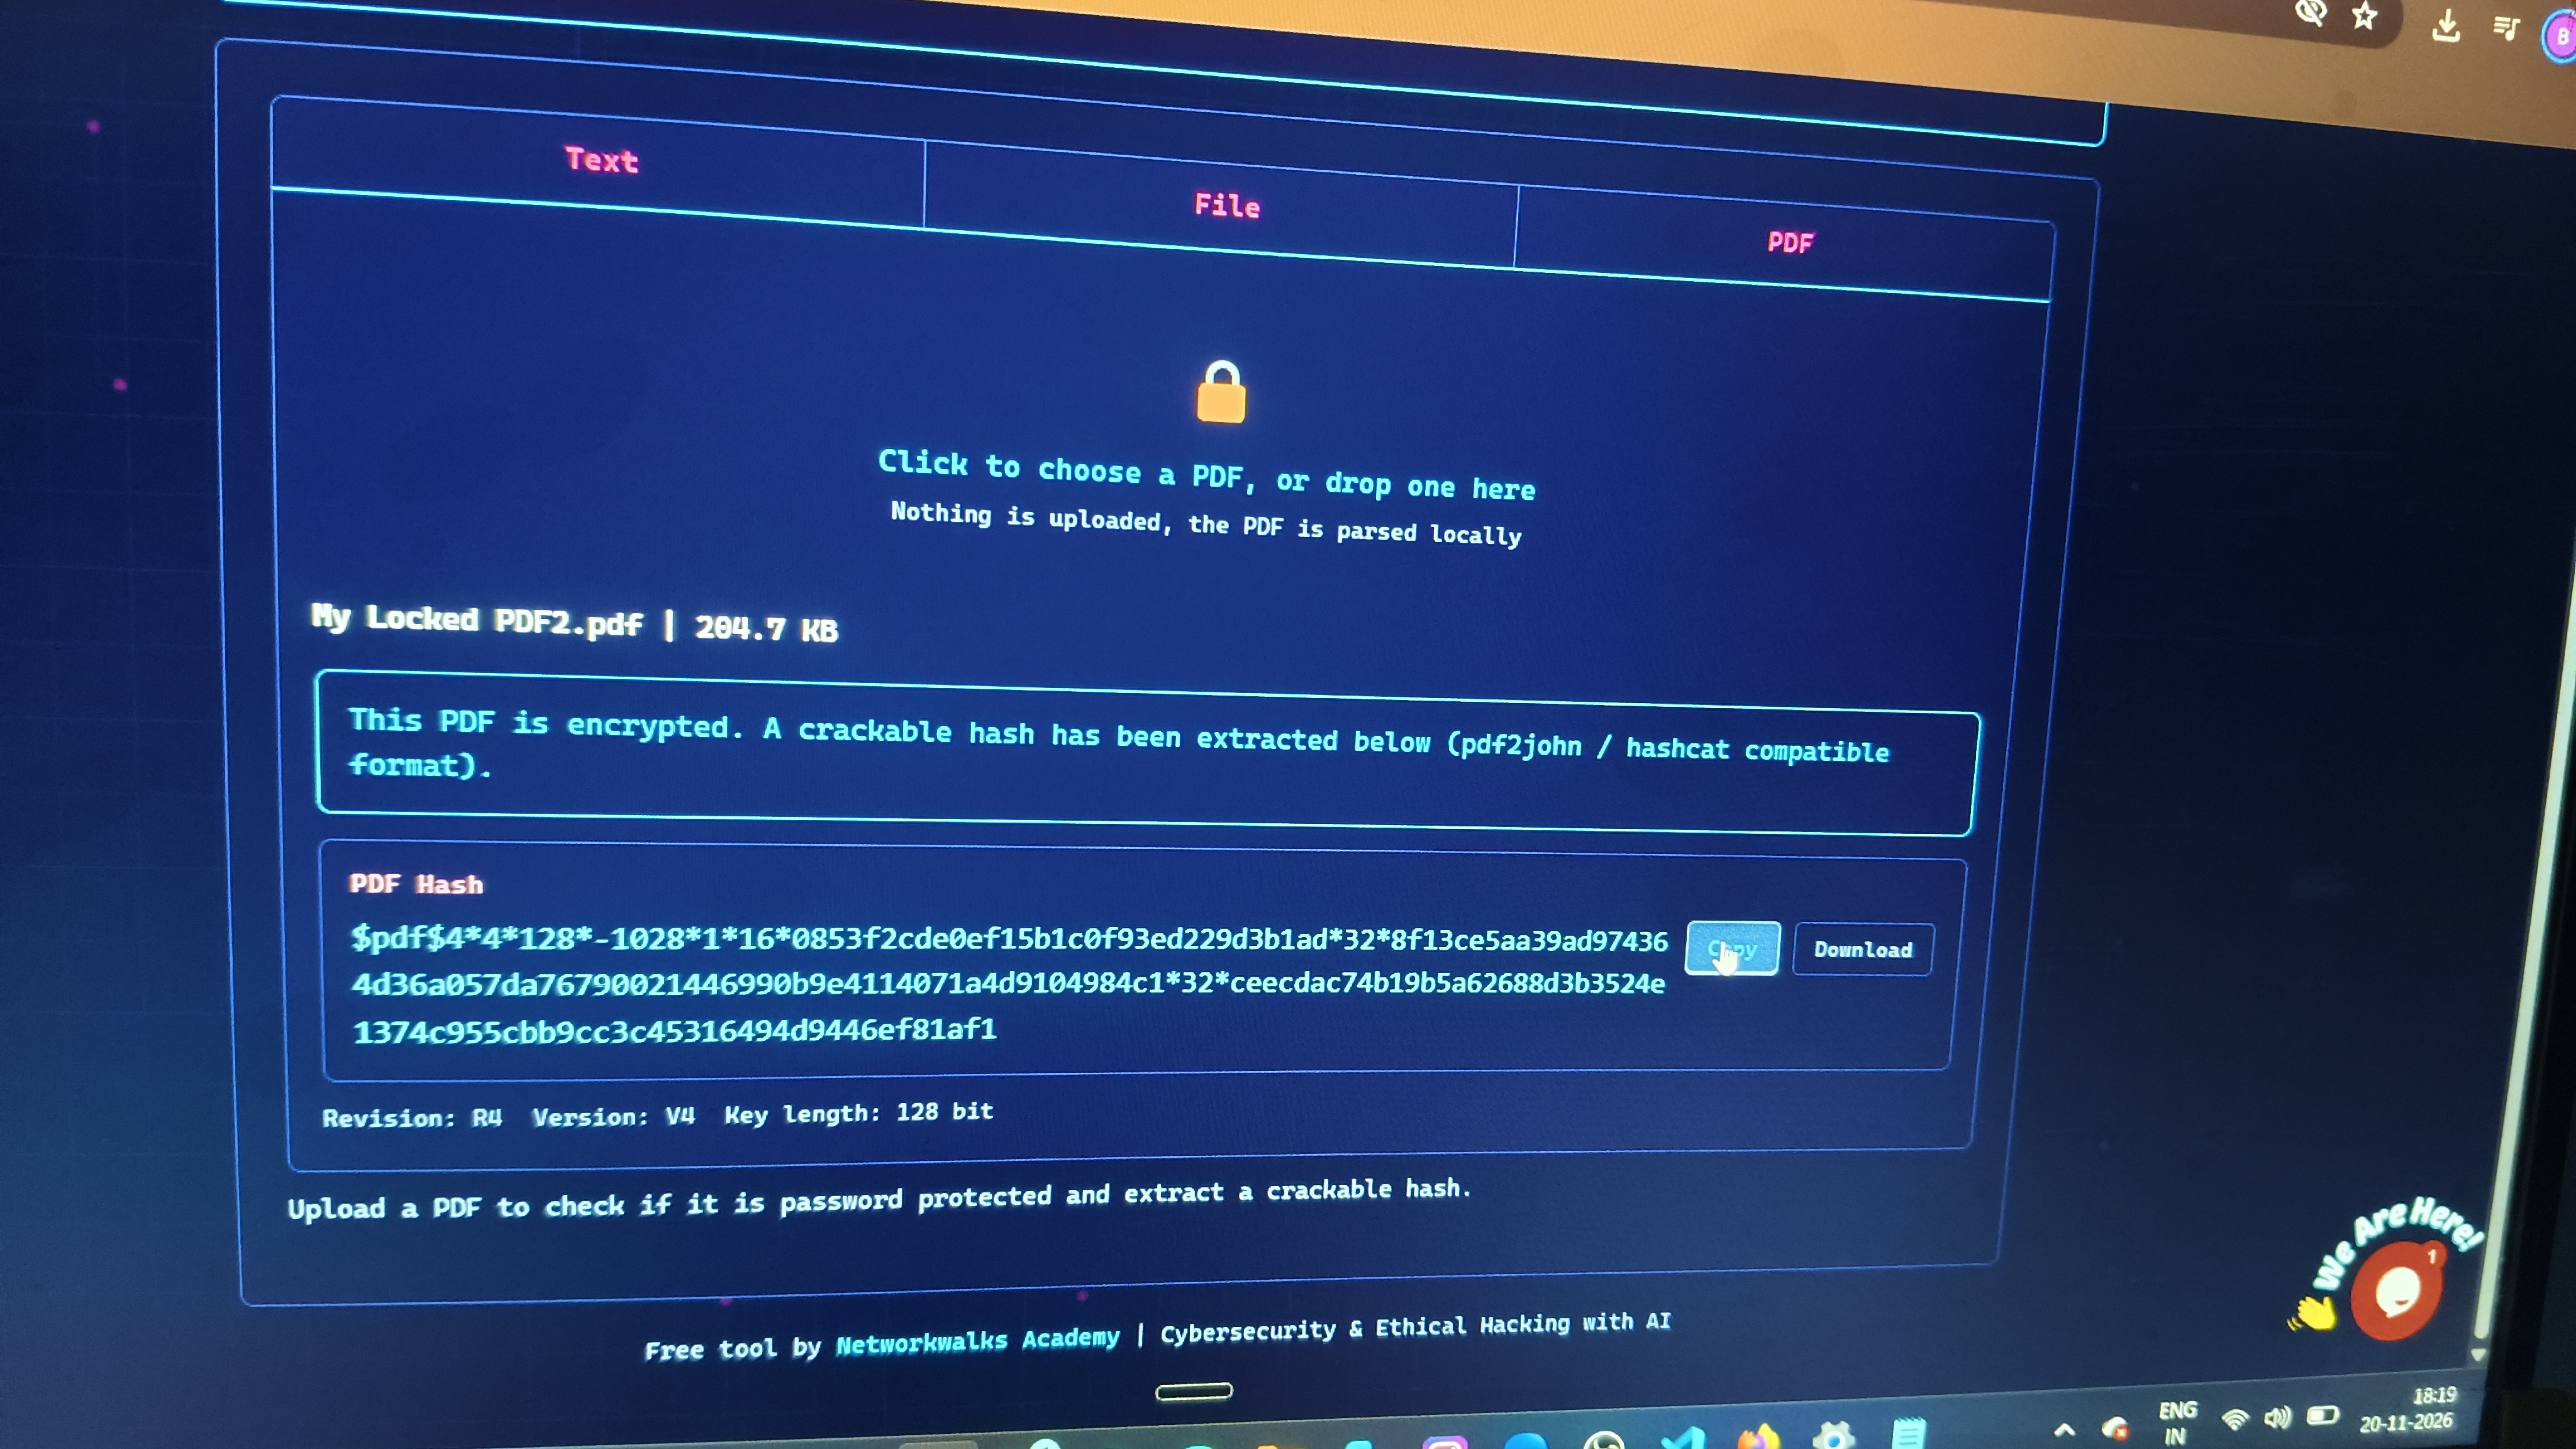 B
Text
File
PDF
Click to choose a PDF, or drop one here
Nothing is uploaded, the PDF is parsed locally
My Locked PDF2.pdf | 204.7 KB
This PDF is encrypted. A crackable hash has been extracted below (pdf2john / hashcat compatible
format).
PDF Hash
$pdf$4*4*128*-1028*1*16*0853f2cde0ef15b1c0f93ed229d3b1ad*32*8f13ce5aa39ad97436
4d36a057da76790021446990b9e4114071a4d9104984c1*32*ceecdac74b19b5a62688d3b3524e
1374c955cbb9cc3c45316494d9446ef81af1
Copy
Download
Revision: R4 Version: V4 Key length: 128 bit
Upload a PDF to check if it is password protected and extract a crackable hash.
We Are Here!
1
Free tool by Networkwalks Academy | Cybersecurity & Ethical Hacking with AI
ENG
IN
18:19
20-11-2026